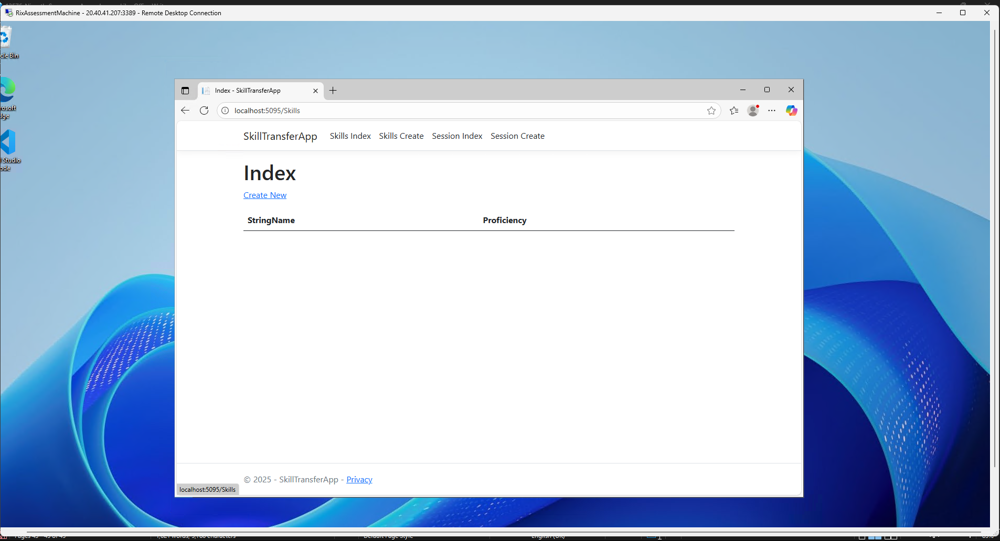 RixAssessmentMachine - 20.40.41.207:3389 - Remote Desktop Connection
cle Bin
rosoft
dge
l Studio
ode
Index - SkillTransferApp
localhost:5095/Skills
SkillTransferApp
Skills Index
Skills Create
Session Index
Session Create
Index
Create New
StringName
Proficiency
© 2025 - SkillTransferApp - Privacy
localhost:5095/Skills